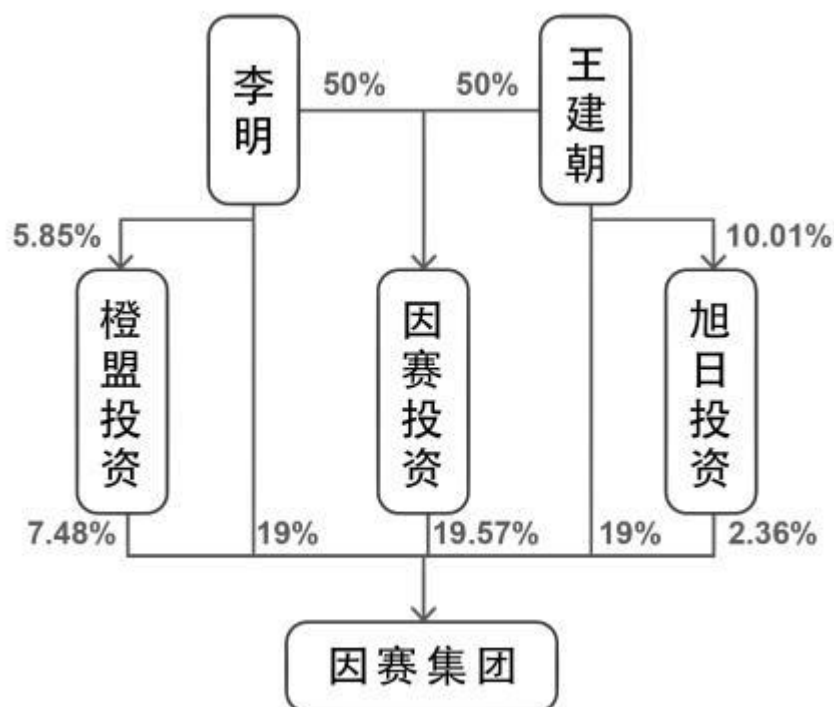 李明
50%
50%
王建朝
5.85%
10.01%
橙盟投资
因赛投资
旭日投资
7.48%
19%
19.57%
19%
2.36%
因赛集团